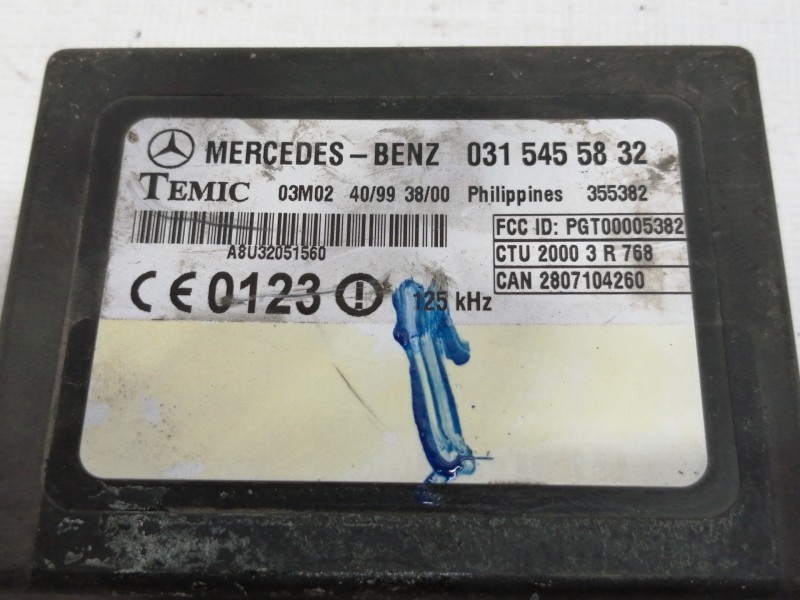 MERCEDES-BENZ 031 545 58 32
TEMIC 03M02 40/99 38/00 Philippines 355382
FCC ID: PGT00005382
A8U32051560
CTU 2000 3 R 768
CAN 2807104260
CE 0123 ! 125 kHz